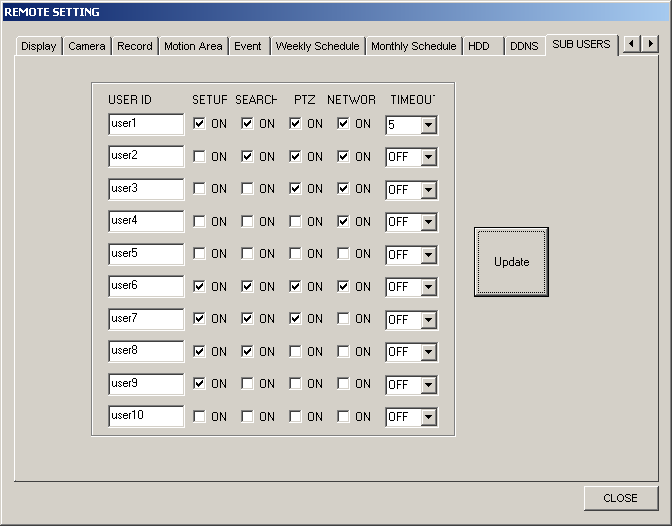 REMOTE SETTING
Display Camera Record Motion Area Event Weekly Schedule Monthly Schedule HDD DDNS SUB USERS
USER ID SETUP SEARCH PTZ NETWOR TIMEOUT
user1 ON ON ON ON 5
user2 ON ON ON ON OFF
user3 ON ON ON ON OFF
user4 ON ON ON ON OFF
user5 ON ON ON ON OFF
user6 ON ON ON ON OFF
user7 ON ON ON ON OFF
user8 ON ON ON ON OFF
user9 ON ON ON ON OFF
user10 ON ON ON ON OFF
Update
CLOSE